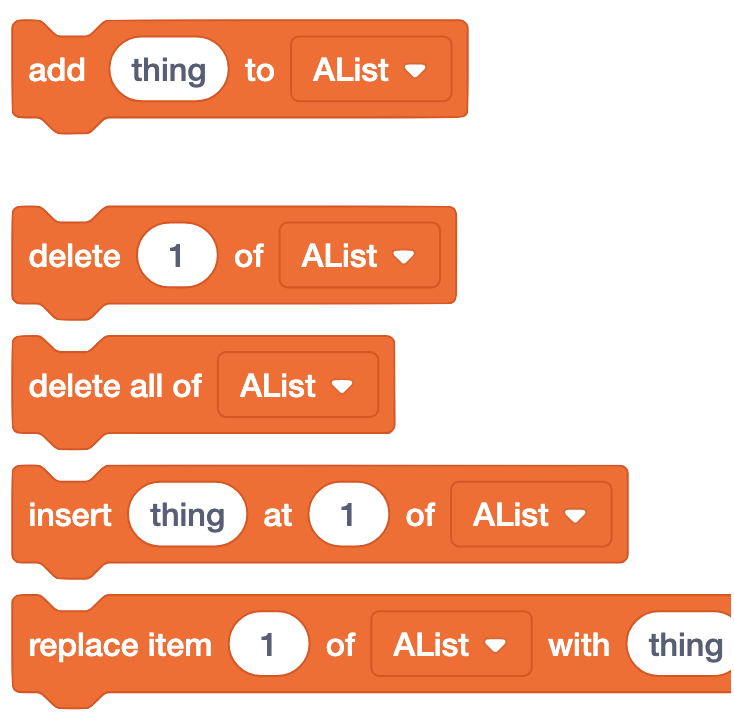 add thing to AList
delete 1 of AList
delete all of AList
insert thing at 1 of AList
replace item 1 of AList with thing